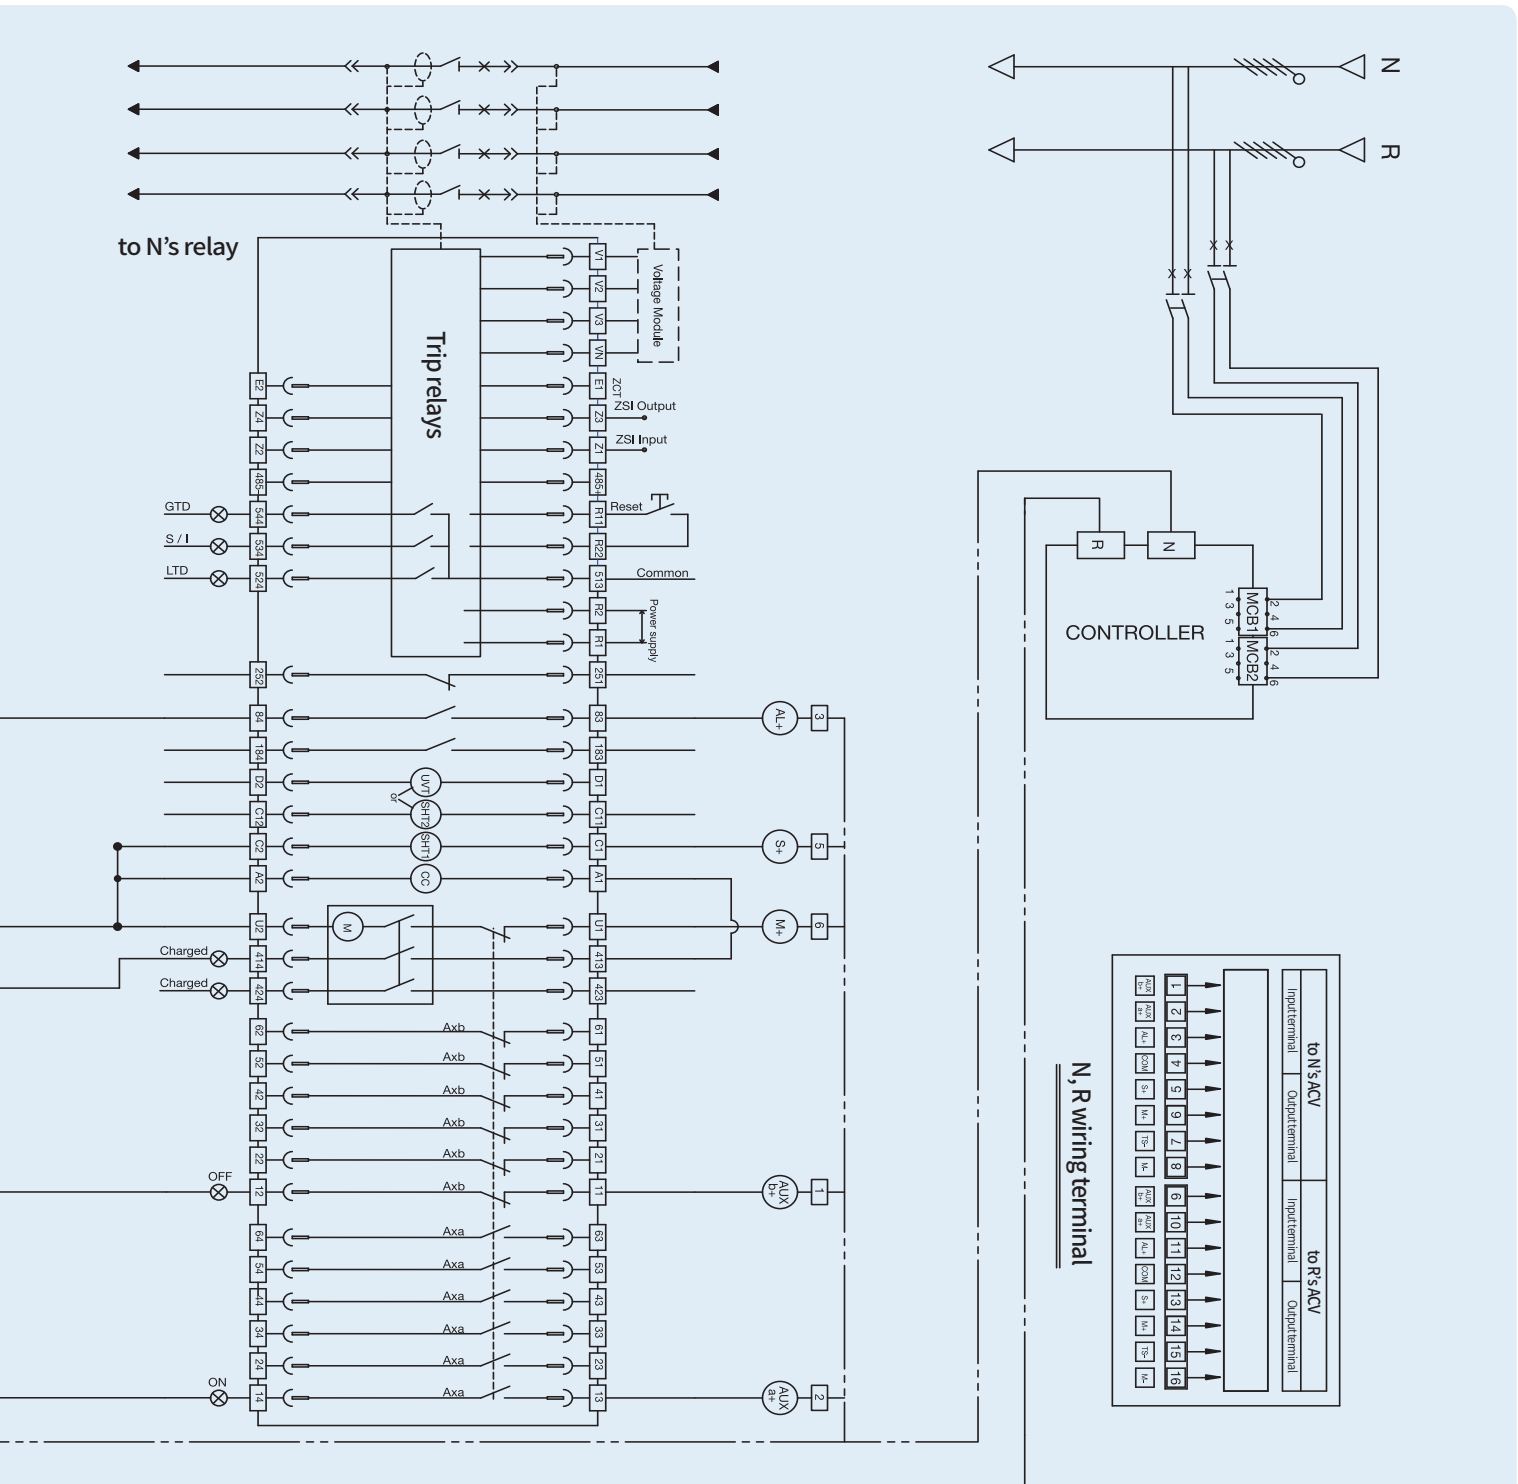 N
R
to N's relay
Trip relays
Voltage Module
V1
V2
V3
VN
E2
E1
ZCT
Z4
Z3
ZSI Output
Z2
Z1
ZSI Input
485-
485+
GTD
544
R11
Reset
S / I
534
R22
LTD
524
513
Common
R2
R1
Power supply
252
251
84
83
AL+
3
184
183
D2
UVT
D1
or
C12
SHT2
C11
C2
SHT1
C1
S+
5
A2
CC
A1
U2
M
U1
M+
6
Charged
414
413
Charged
424
423
62
Axb
61
52
Axb
51
42
Axb
41
32
Axb
31
22
Axb
21
OFF
12
Axb
11
AUX
b+
1
64
Axa
63
54
Axa
53
44
Axa
43
34
Axa
33
24
Axa
23
ON
14
Axa
13
AUX
a+
2
R
N
CONTROLLER
MCB1
1 3 5
2 4 6
MCB2
1 3 5
2 4 6
N, R wiring terminal
to N's ACV
to R's ACV
Input terminal
Output terminal
Input terminal
Output terminal
1 2 3 4 5 6 7 8 9 10 11 12 13 14 15 16
AUX
b+
AUX
a+
AL+
COM
S+
M+
TS-
M-
AUX
b+
AUX
a+
AL+
COM
S+
M+
TS-
M-